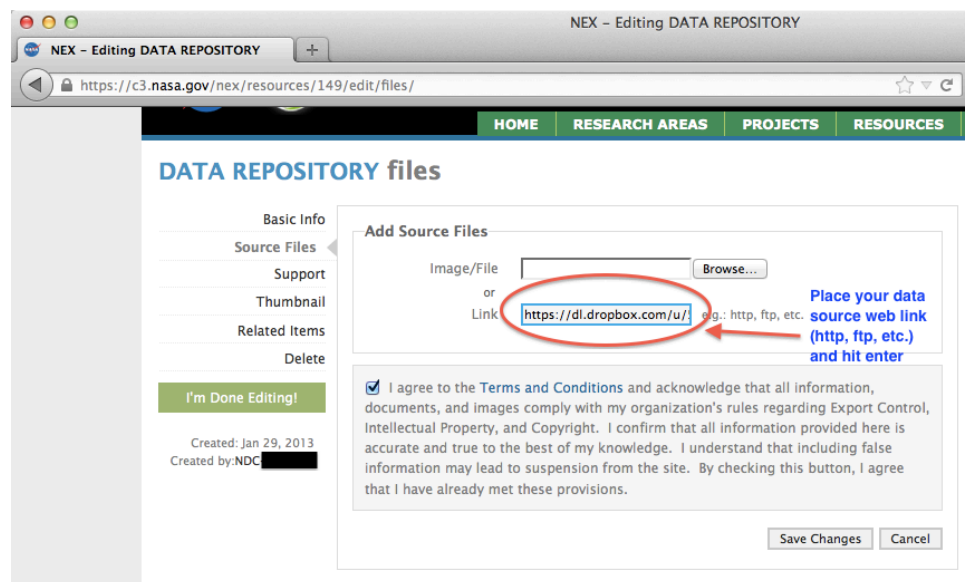 NEX – Editing DATA REPOSITORY
NEX – Editing DATA REPOSITORY
https://c3.nasa.gov/nex/resources/149/edit/files/
HOME RESEARCH AREAS PROJECTS RESOURCES
DATA REPOSITORY files
Basic Info
Source Files
Support
Thumbnail
Related Items
Delete
I'm Done Editing!
Created: Jan 29, 2013
Created by:NDC
Add Source Files
Image/File Browse...
or
Link https://dl.dropbox.com/u/ e.g.: http, ftp, etc.
Place your data
source web link
(http, ftp, etc.)
and hit enter
I agree to the Terms and Conditions and acknowledge that all information,
documents, and images comply with my organization's rules regarding Export Control,
Intellectual Property, and Copyright. I confirm that all information provided here is
accurate and true to the best of my knowledge. I understand that including false
information may lead to suspension from the site. By checking this button, I agree
that I have already met these provisions.
Save Changes Cancel